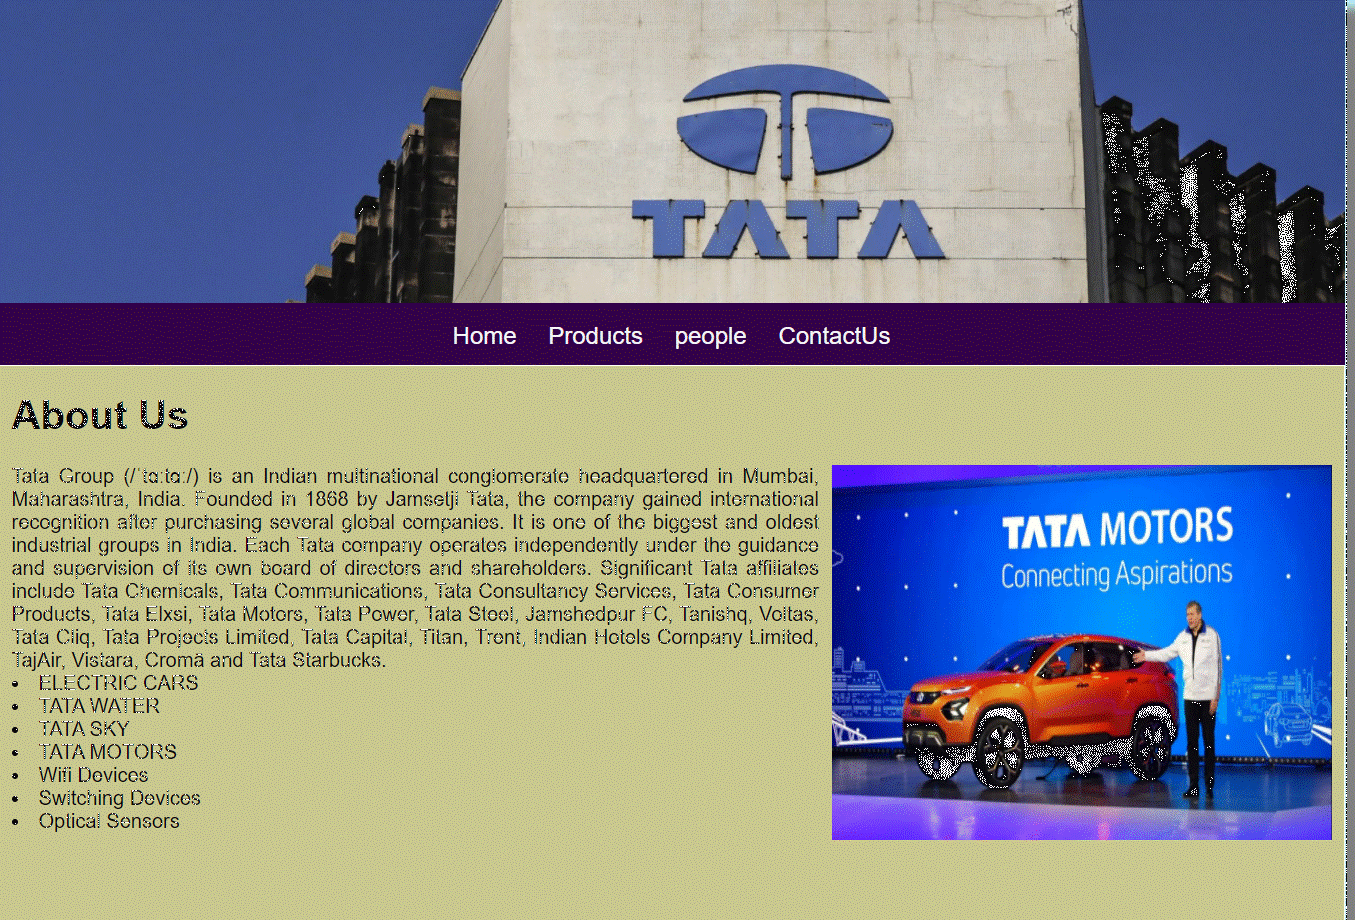 TATA
Home Products people ContactUs
About Us
Tata Group (/ˈtɑːtɑː/) is an Indian multinational conglomerate headquartered in Mumbai,
Maharashtra, India. Founded in 1868 by Jamsetji Tata, the company gained international
recognition after purchasing several global companies. It is one of the biggest and oldest
industrial groups in India. Each Tata company operates independently under the guidance
and supervision of its own board of directors and shareholders. Significant Tata affiliates
include Tata Chemicals, Tata Communications, Tata Consultancy Services, Tata Consumer
Products, Tata Elxsi, Tata Motors, Tata Power, Tata Steel, Jamshedpur FC, Tanishq, Voltas,
Tata Cliq, Tata Projects Limited, Tata Capital, Titan, Trent, Indian Hotels Company Limited,
TajAir, Vistara, Cromā and Tata Starbucks.
• ELECTRIC CARS
• TATA WATER
• TATA SKY
• TATA MOTORS
• Wifi Devices
• Switching Devices
• Optical Sensors
TATA MOTORS
Connecting Aspirations